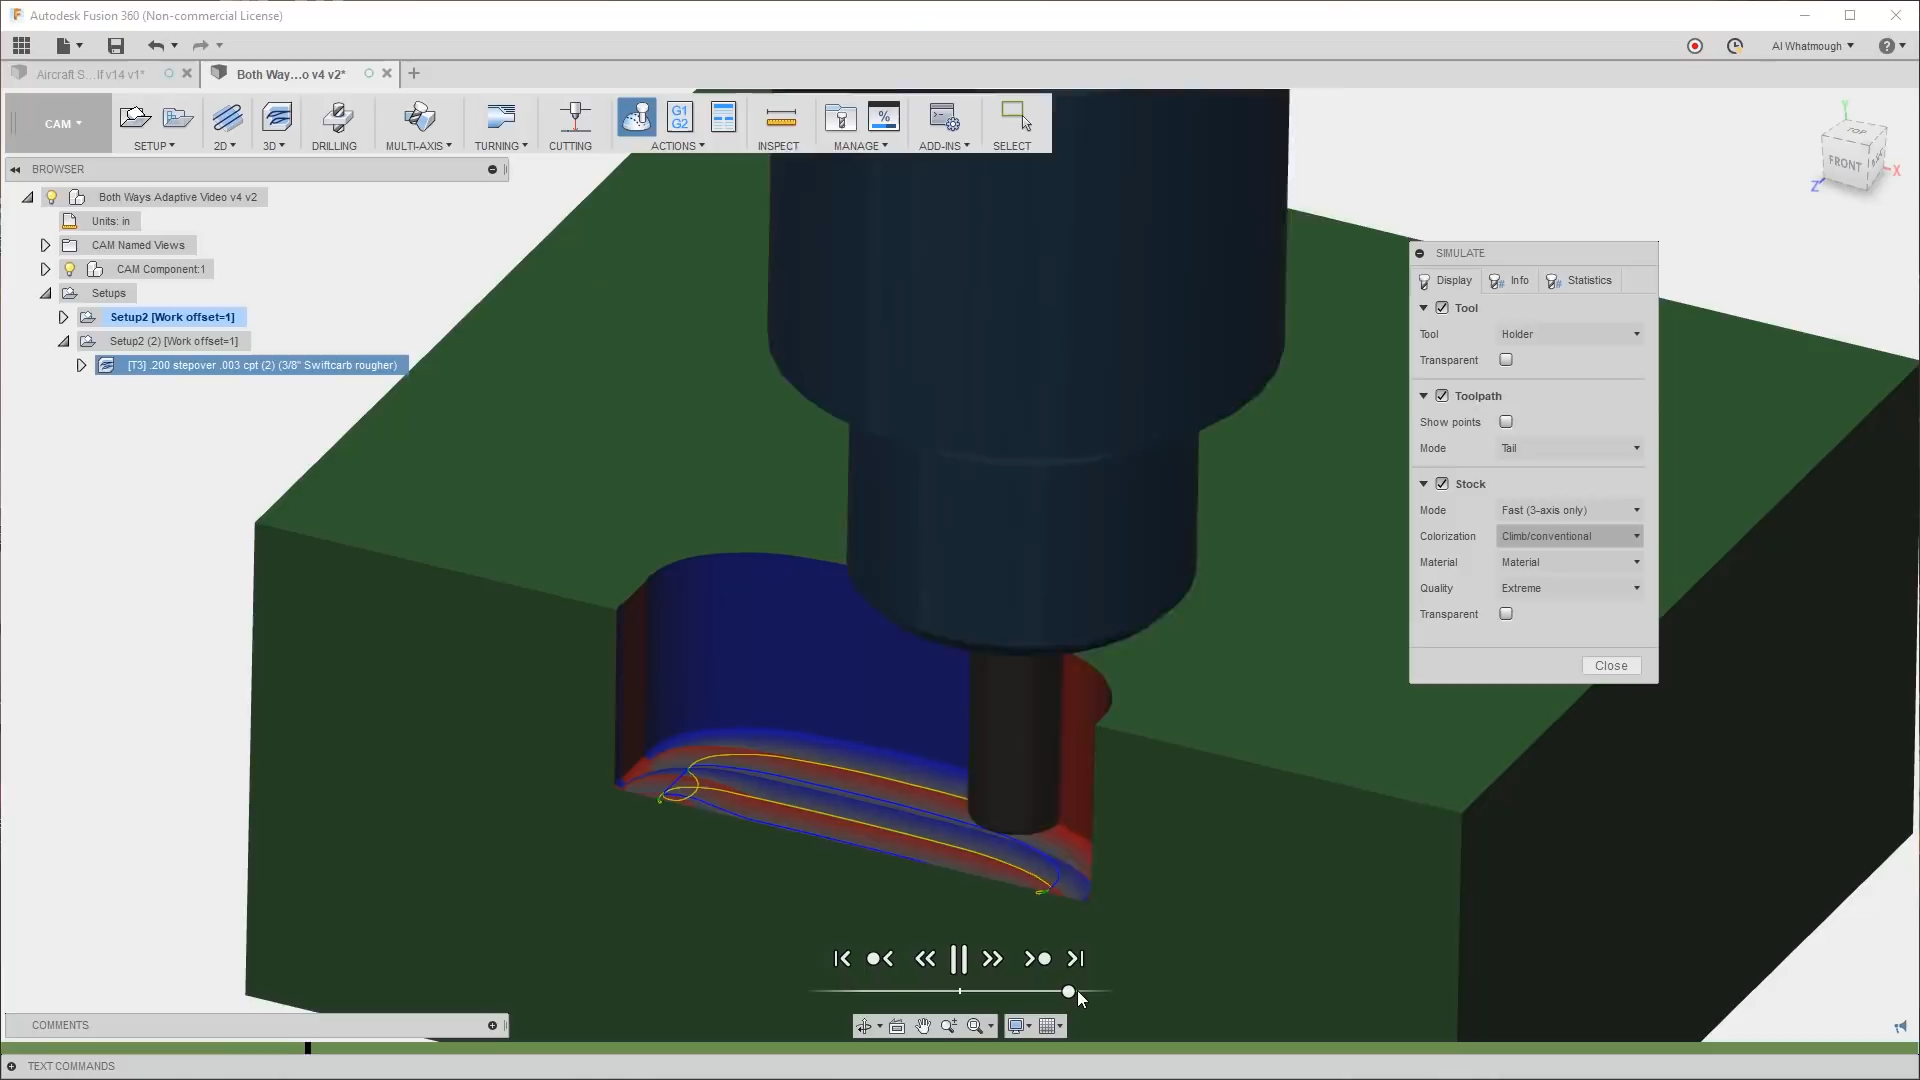 Autodesk Fusion 360 (Non-commercial License)
Al Whatmough
Aircraft S...lf v14 v1*
Both Way...o v4 v2*
CAM
SETUP
2D
3D
DRILLING
MULTI-AXIS
TURNING
CUTTING
G1
G2
ACTIONS
INSPECT
%
MANAGE
ADD-INS
SELECT
BROWSER
Both Ways Adaptive Video v4 v2
Units: in
CAM Named Views
CAM Component:1
Setups
Setup2 [Work offset=1]
Setup2 (2) [Work offset=1]
[T3] .200 stepover .003 cpt (2) (3/8" Swiftcarb rougher)
Y
TOP
FRONT
X
Z
SIMULATE
Display
Info
Statistics
Tool
Tool Holder
Transparent
Toolpath
Show points
Mode Tail
Stock
Mode Fast (3-axis only)
Colorization Climb/conventional
Material Material
Quality Extreme
Transparent
Close
COMMENTS
TEXT COMMANDS